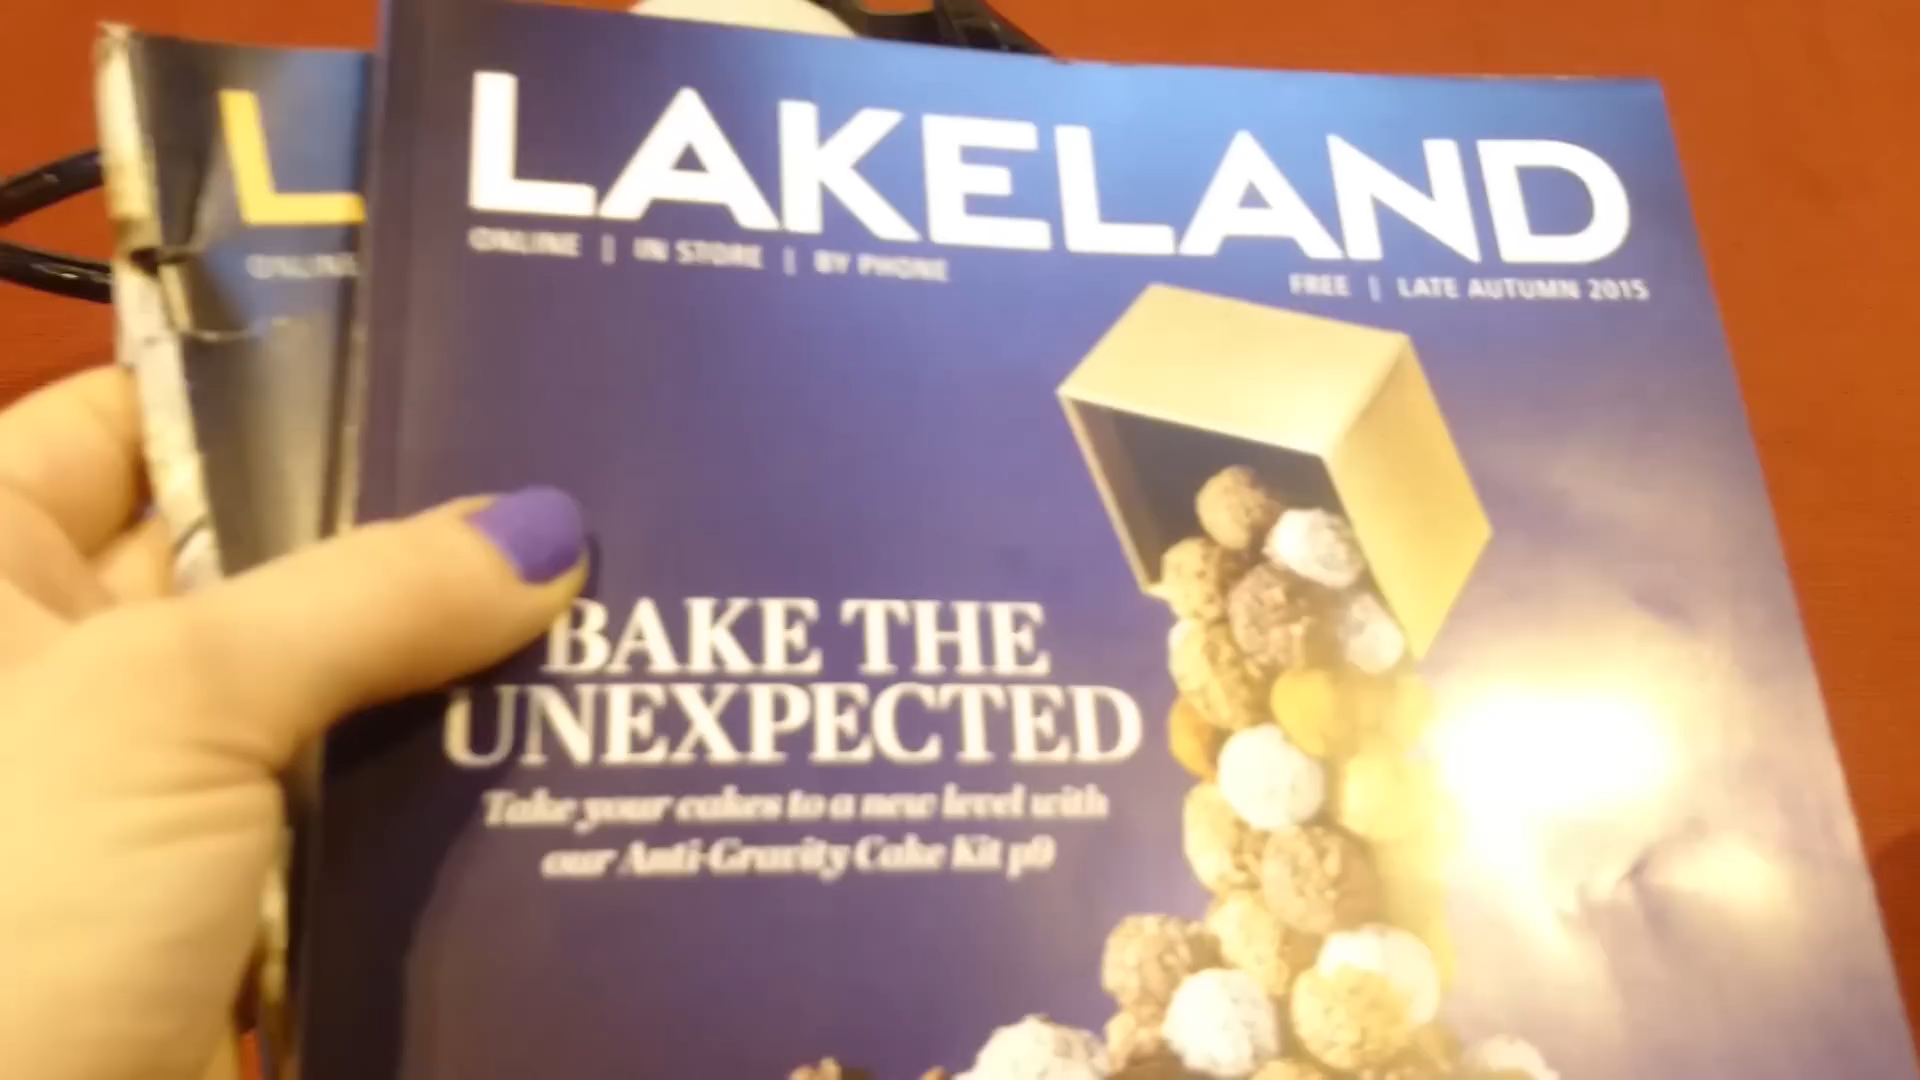 LAKELAND
ONLINE | IN STORE | BY PHONE
FREE | LATE AUTUMN 2015
BAKE THE
UNEXPECTED
Take your cakes to a new level with
our Anti-Gravity Cake Kit p9
L
ONLINE